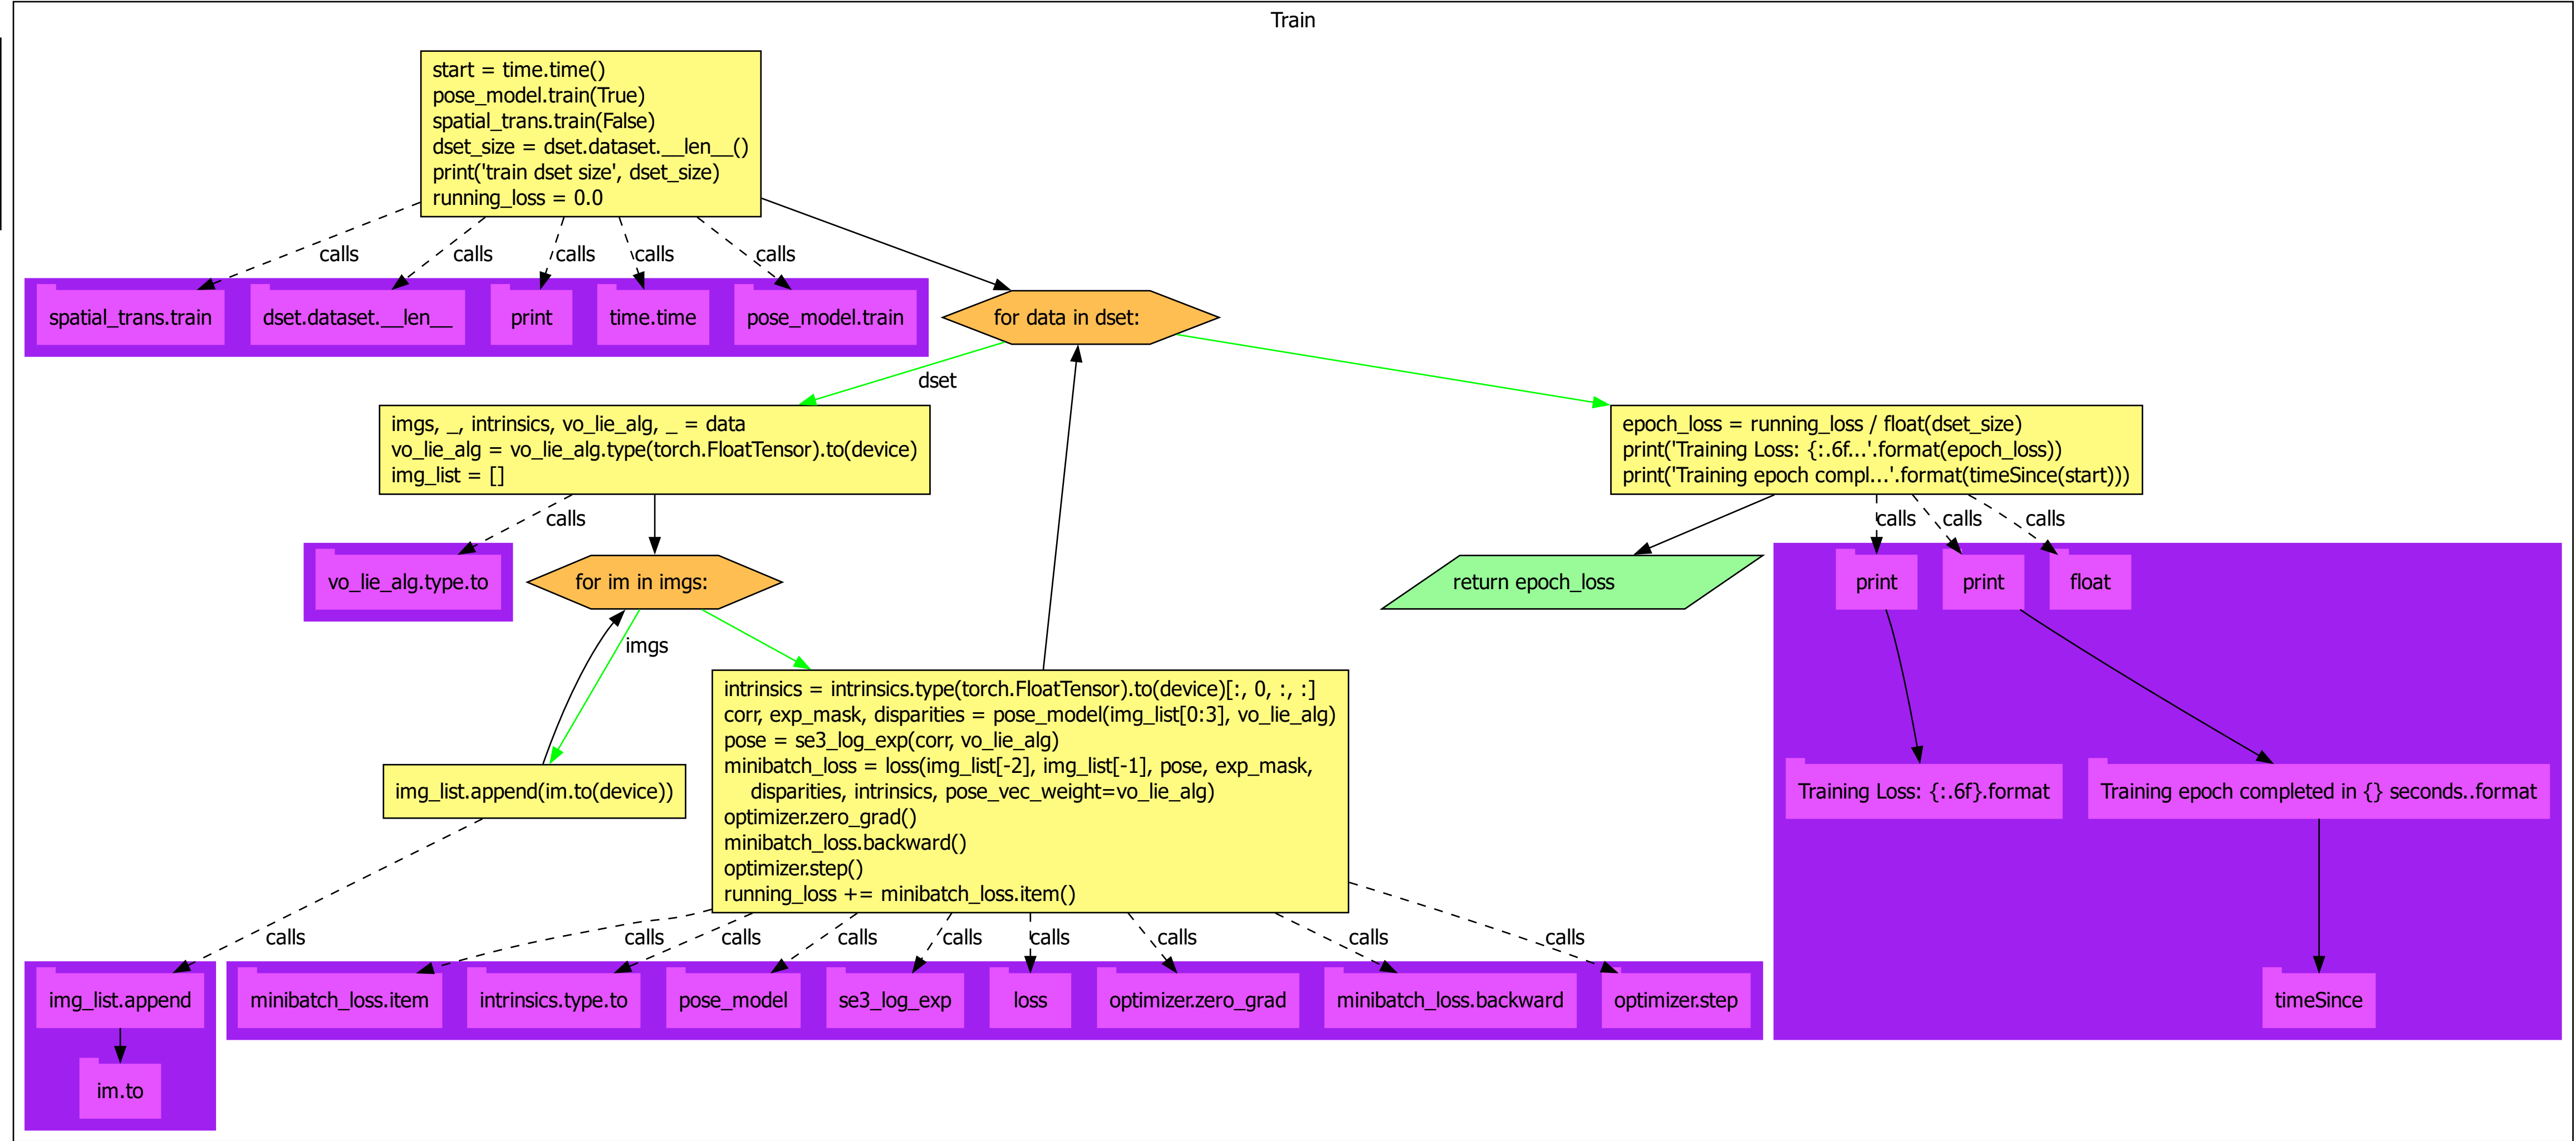 Train
start = time.time()
pose_model.train(True)
spatial_trans.train(False)
dset_size = dset.dataset.__len__()
print('train dset size', dset_size)
running_loss = 0.0
calls
calls
calls
calls
calls
spatial_trans.train
dset.dataset.__len__
print
time.time
pose_model.train
for data in dset:
dset
imgs, _, intrinsics, vo_lie_alg, _ = data
vo_lie_alg = vo_lie_alg.type(torch.FloatTensor).to(device)
img_list = []
epoch_loss = running_loss / float(dset_size)
print('Training Loss: {:.6f...'.format(epoch_loss))
print('Training epoch compl...'.format(timeSince(start)))
calls
calls
calls
calls
vo_lie_alg.type.to
for im in imgs:
return epoch_loss
print
print
float
imgs
intrinsics = intrinsics.type(torch.FloatTensor).to(device)[:, 0, :, :]
corr, exp_mask, disparities = pose_model(img_list[0:3], vo_lie_alg)
pose = se3_log_exp(corr, vo_lie_alg)
minibatch_loss = loss(img_list[-2], img_list[-1], pose, exp_mask,
disparities, intrinsics, pose_vec_weight=vo_lie_alg)
optimizer.zero_grad()
minibatch_loss.backward()
optimizer.step()
running_loss += minibatch_loss.item()
img_list.append(im.to(device))
Training Loss: {:.6f}.format
Training epoch completed in {} seconds..format
calls
calls
calls
calls
calls
calls
calls
calls
calls
img_list.append
minibatch_loss.item
intrinsics.type.to
pose_model
se3_log_exp
loss
optimizer.zero_grad
minibatch_loss.backward
optimizer.step
timeSince
im.to